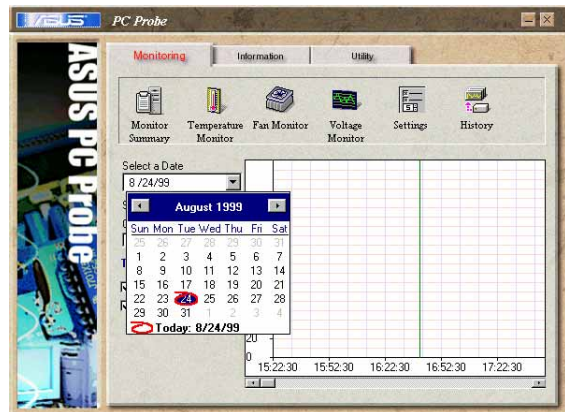 ASUS PC Probe
ASUS PC Probe
Monitoring Information Utility
Monitor Summary Temperature Monitor Fan Monitor Voltage Monitor Settings History
Select a Date
8 /24/99
August 1999
Sun Mon Tue Wed Thu Fri Sat
25 26 27 28 29 30 31
1 2 3 4 5 6 7
8 9 10 11 12 13 14
15 16 17 18 19 20 21
22 23 24 25 26 27 28
29 30 31 1 2 3 4
Today: 8/24/99
20
0
15:22:30 15:52:30 16:22:30 16:52:30 17:22:30